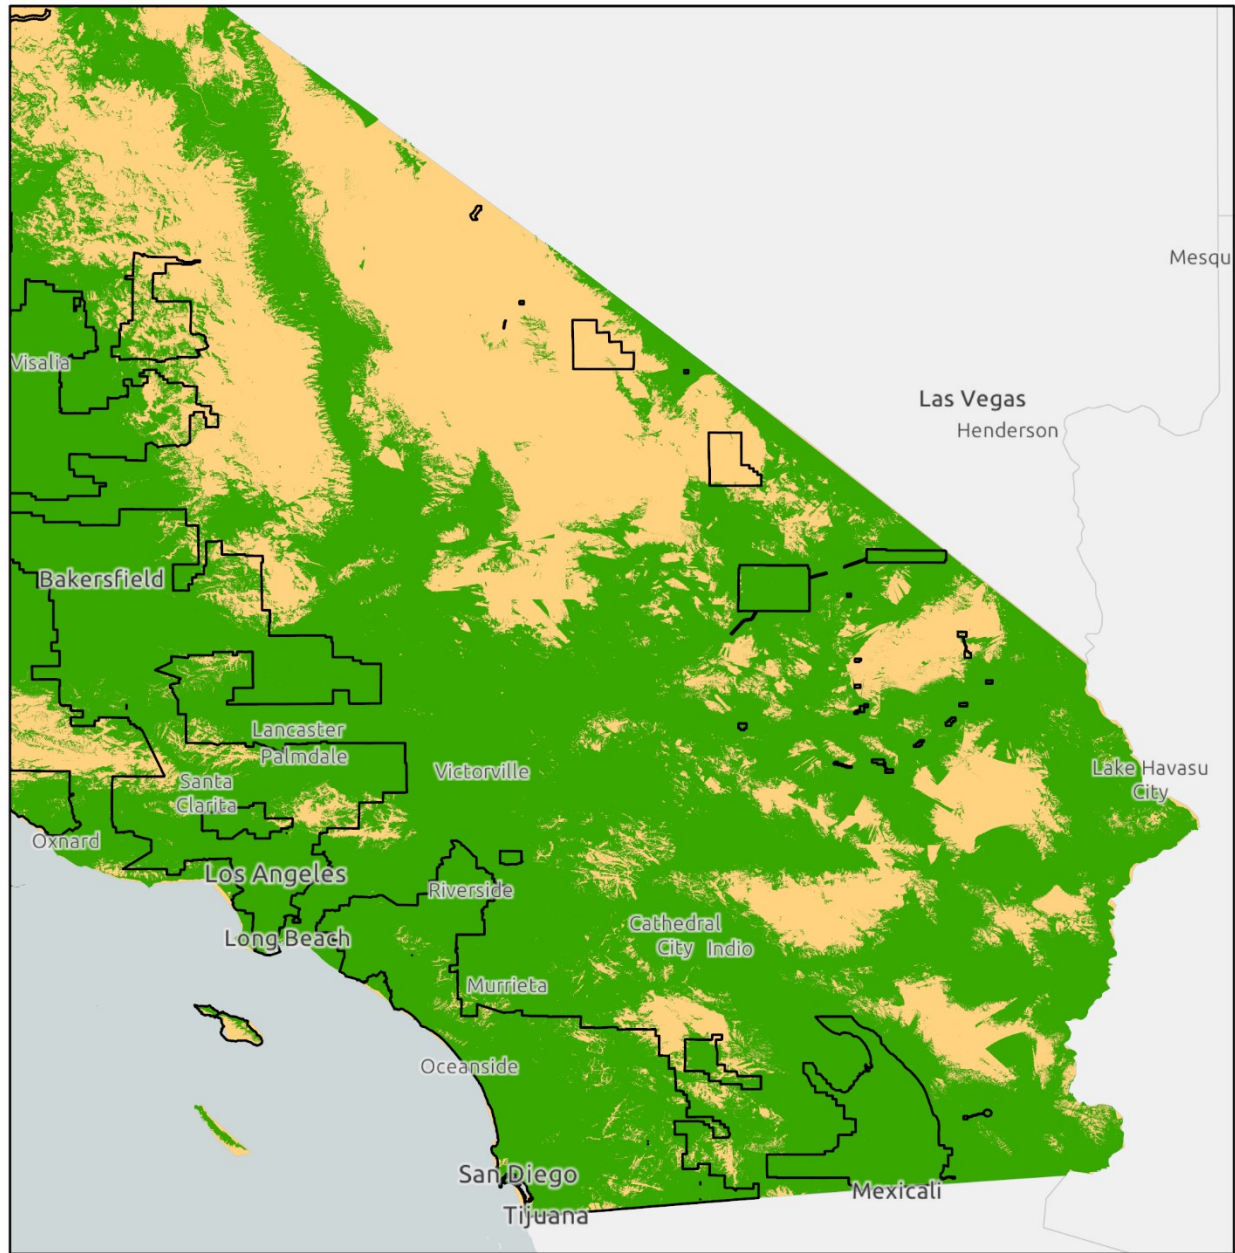 Mesqu
Visalia
Las Vegas
Henderson
Bakersfield
Lancaster
Palmdale
Victorville
Lake Havasu
City
Santa
Clarita
Oxnard
Los Angeles
Riverside
Cathedral
City
Indio
Long Beach
Murrieta
Oceanside
San Diego
Mexicali
Tijuana